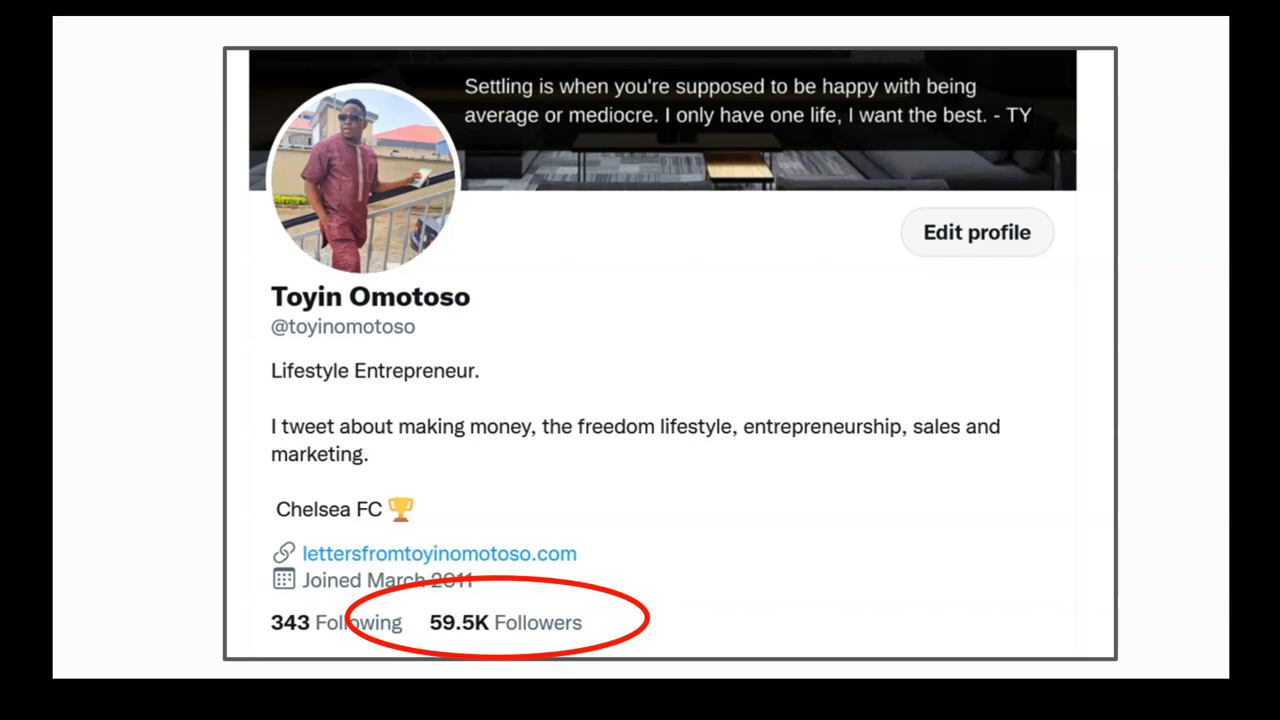 Settling is when you're supposed to be happy with being
average or mediocre. I only have one life, I want the best. - TY
Edit profile
Toyin Omotoso
@toyinomotoso
Lifestyle Entrepreneur.
I tweet about making money, the freedom lifestyle, entrepreneurship, sales and
marketing.
Chelsea FC 🏆
lettersfromtoyinomotoso.com
Joined March 2011
343 Following 59.5K Followers